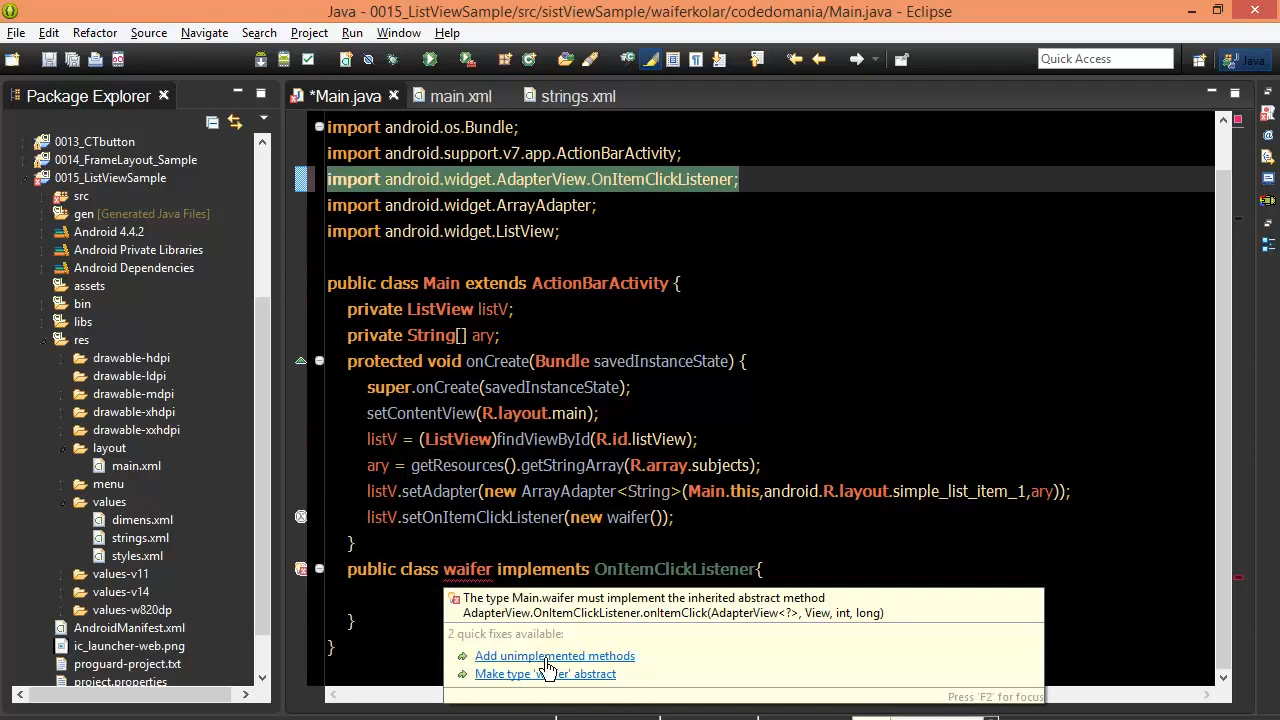 Java - 0015_ListViewSample/src/sistViewSample/waiferkolar/codedomania/Main.java - Eclipse
File Edit Refactor Source Navigate Search Project Run Window Help
Quick Access
Java
Package Explorer
*Main.java
main.xml
strings.xml
0013_CTbutton
0014_FrameLayout_Sample
0015_ListViewSample
src
gen [Generated Java Files]
Android 4.4.2
Android Private Libraries
Android Dependencies
assets
bin
libs
res
drawable-hdpi
drawable-ldpi
drawable-mdpi
drawable-xhdpi
drawable-xxhdpi
layout
main.xml
menu
values
dimens.xml
strings.xml
styles.xml
values-v11
values-v14
values-w820dp
AndroidManifest.xml
ic_launcher-web.png
proguard-project.txt
project.properties
import android.os.Bundle;
import android.support.v7.app.ActionBarActivity;
import android.widget.AdapterView.OnItemClickListener;
import android.widget.ArrayAdapter;
import android.widget.ListView;
public class Main extends ActionBarActivity {
private ListView listV;
private String[] ary;
protected void onCreate(Bundle savedInstanceState) {
super.onCreate(savedInstanceState);
setContentView(R.layout.main);
listV = (ListView)findViewById(R.id.listView);
ary = getResources().getStringArray(R.array.subjects);
listV.setAdapter(new ArrayAdapter<String>(Main.this,android.R.layout.simple_list_item_1,ary));
listV.setOnItemClickListener(new waifer());
}
public class waifer implements OnItemClickListener{
}
}
The type Main.waifer must implement the inherited abstract method
AdapterView.OnItemClickListener.onItemClick(AdapterView<?>, View, int, long)
2 quick fixes available:
Add unimplemented methods
Make type 'waifer' abstract
Press 'F2' for focus